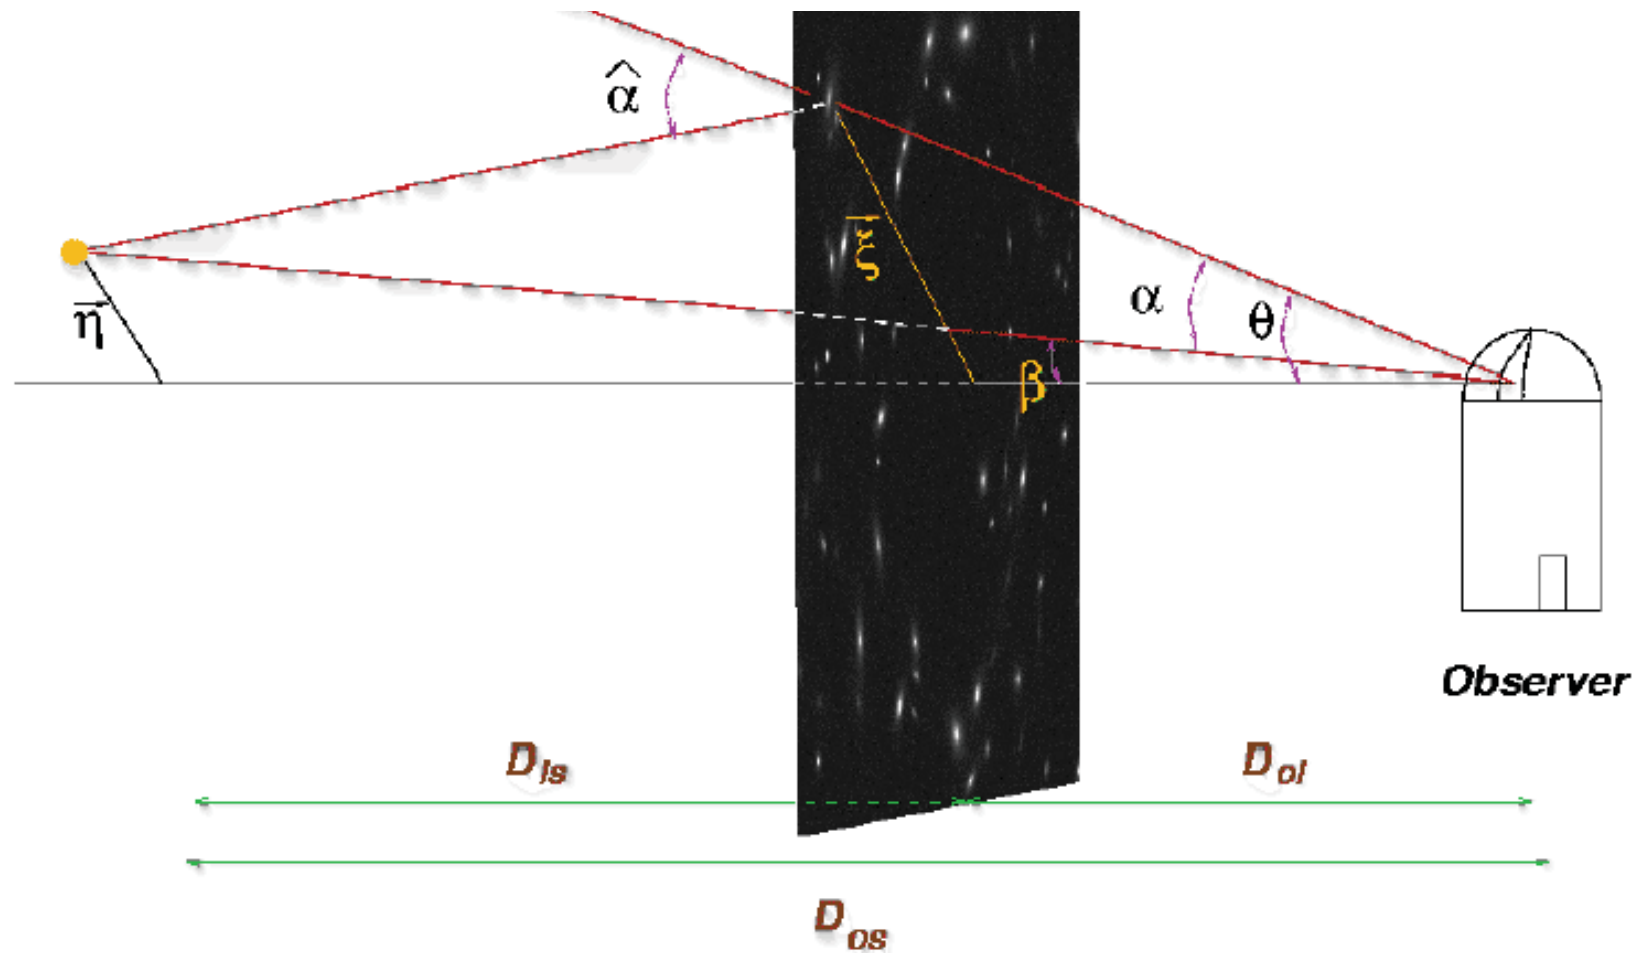 α̂
ξ⃗
α
θ
η⃗
β
Observer
D_ls
D_ol
D_os